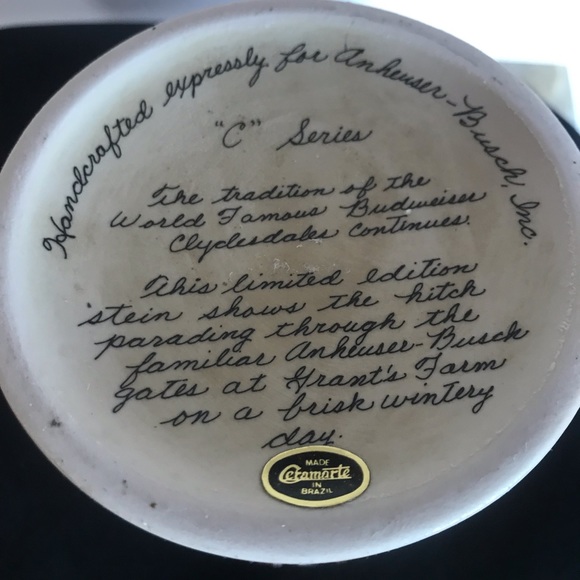 Handcrafted expressly for Anheuser-Busch, Inc.
"C" Series
The tradition of the
World Famous Budweiser
Clydesdales continues.
This limited edition
stein shows the hitch
parading through the
familiar Anheuser-Busch
gates at Grant's Farm
on a brisk wintery
day.
MADE
Ceramarte
IN
BRAZIL